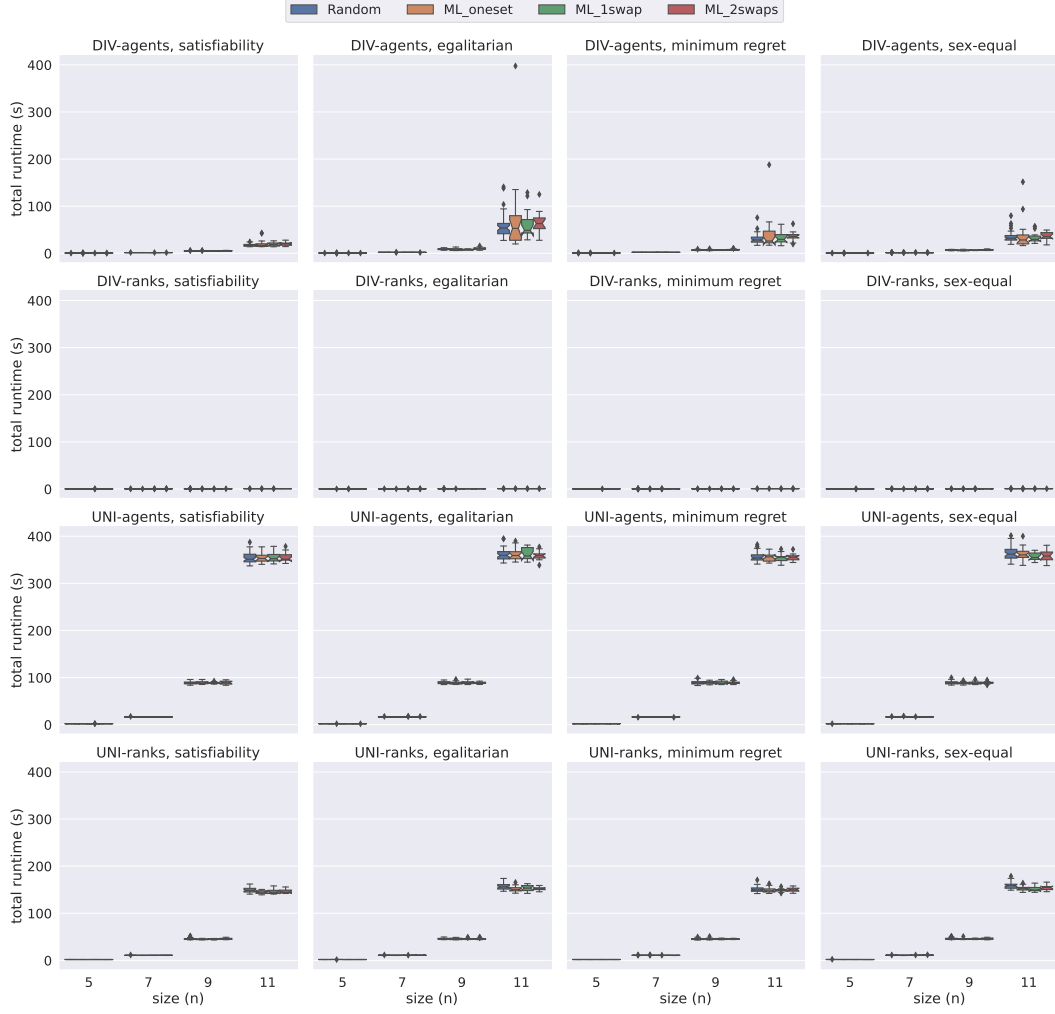 Random ML_oneset ML_1swap ML_2swaps
DIV-agents, satisfiability DIV-agents, egalitarian DIV-agents, minimum regret DIV-agents, sex-equal
400
300
200
100
0
total runtime (s)
DIV-ranks, satisfiability DIV-ranks, egalitarian DIV-ranks, minimum regret DIV-ranks, sex-equal
400
300
200
100
0
total runtime (s)
UNI-agents, satisfiability UNI-agents, egalitarian UNI-agents, minimum regret UNI-agents, sex-equal
400
300
200
100
0
total runtime (s)
UNI-ranks, satisfiability UNI-ranks, egalitarian UNI-ranks, minimum regret UNI-ranks, sex-equal
400
300
200
100
0
total runtime (s)
5 7 9 11 5 7 9 11 5 7 9 11 5 7 9 11
size (n) size (n) size (n) size (n)